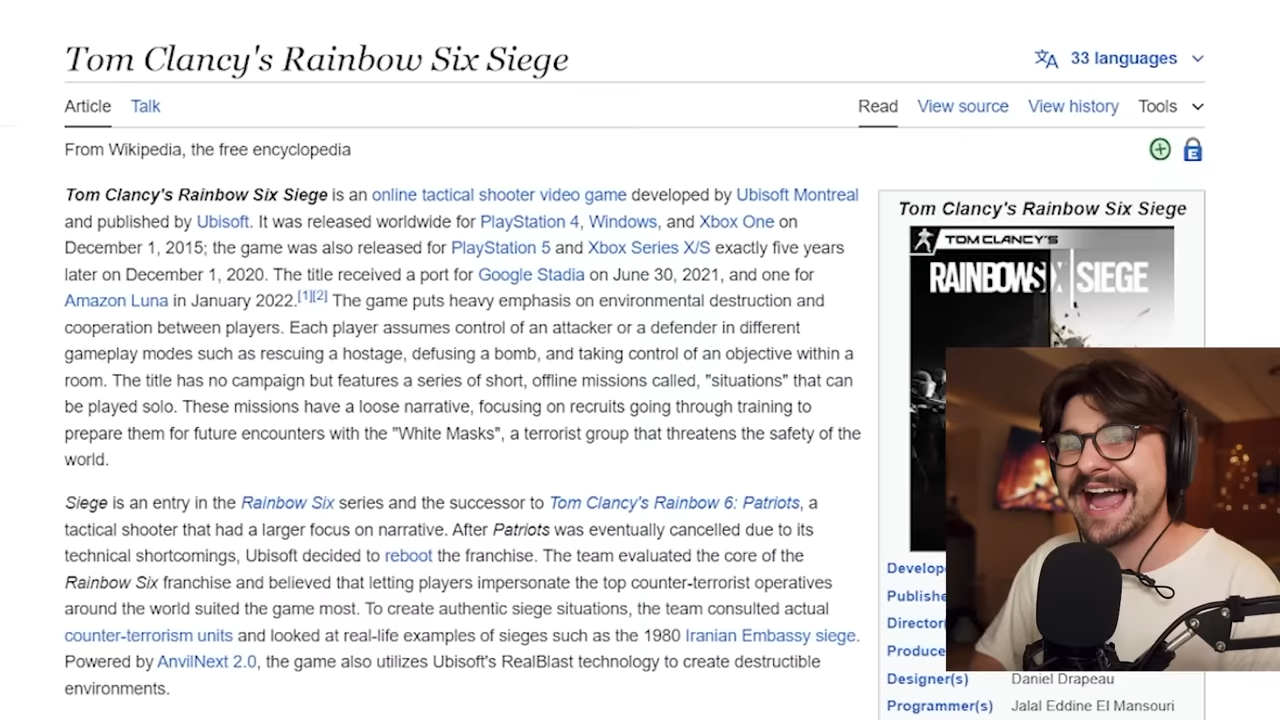 Tom Clancy's Rainbow Six Siege
33 languages
Article Talk
Read View source View history Tools
From Wikipedia, the free encyclopedia
E
Tom Clancy's Rainbow Six Siege is an online tactical shooter video game developed by Ubisoft Montreal
and published by Ubisoft. It was released worldwide for PlayStation 4, Windows, and Xbox One on
December 1, 2015; the game was also released for PlayStation 5 and Xbox Series X/S exactly five years
later on December 1, 2020. The title received a port for Google Stadia on June 30, 2021, and one for
Amazon Luna in January 2022.[1][2] The game puts heavy emphasis on environmental destruction and
cooperation between players. Each player assumes control of an attacker or a defender in different
gameplay modes such as rescuing a hostage, defusing a bomb, and taking control of an objective within a
room. The title has no campaign but features a series of short, offline missions called, "situations" that can
be played solo. These missions have a loose narrative, focusing on recruits going through training to
prepare them for future encounters with the "White Masks", a terrorist group that threatens the safety of the
world.
Siege is an entry in the Rainbow Six series and the successor to Tom Clancy's Rainbow 6: Patriots, a
tactical shooter that had a larger focus on narrative. After Patriots was eventually cancelled due to its
technical shortcomings, Ubisoft decided to reboot the franchise. The team evaluated the core of the
Rainbow Six franchise and believed that letting players impersonate the top counter-terrorist operatives
around the world suited the game most. To create authentic siege situations, the team consulted actual
counter-terrorism units and looked at real-life examples of sieges such as the 1980 Iranian Embassy siege.
Powered by AnvilNext 2.0, the game also utilizes Ubisoft's RealBlast technology to create destructible
environments.
Tom Clancy's Rainbow Six Siege
TOM CLANCY'S
RAINBOW SIX SIEGE
Develope
Publishe
Director
Produce
Designer(s) Daniel Drapeau
Programmer(s) Jalal Eddine El Mansouri